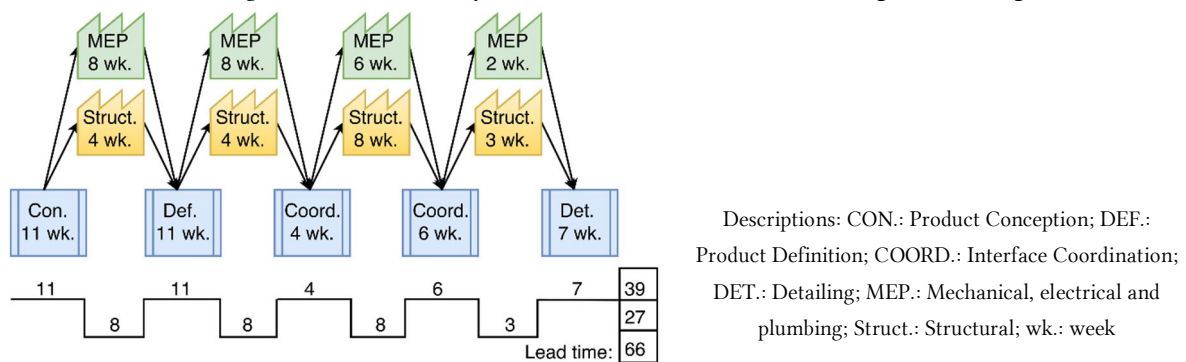 MEP
8 wk.
MEP
8 wk.
MEP
6 wk.
MEP
2 wk.
Struct.
4 wk.
Struct.
4 wk.
Struct.
8 wk.
Struct.
3 wk.
Con.
11 wk.
Def.
11 wk.
Coord.
4 wk.
Coord.
6 wk.
Det.
7 wk.
11 11 4 6 7 39
8 8 8 3 27
Lead time: 66
Descriptions: CON.: Product Conception; DEF.:
Product Definition; COORD.: Interface Coordination;
DET.: Detailing; MEP.: Mechanical, electrical and
plumbing; Struct.: Structural; wk.: week